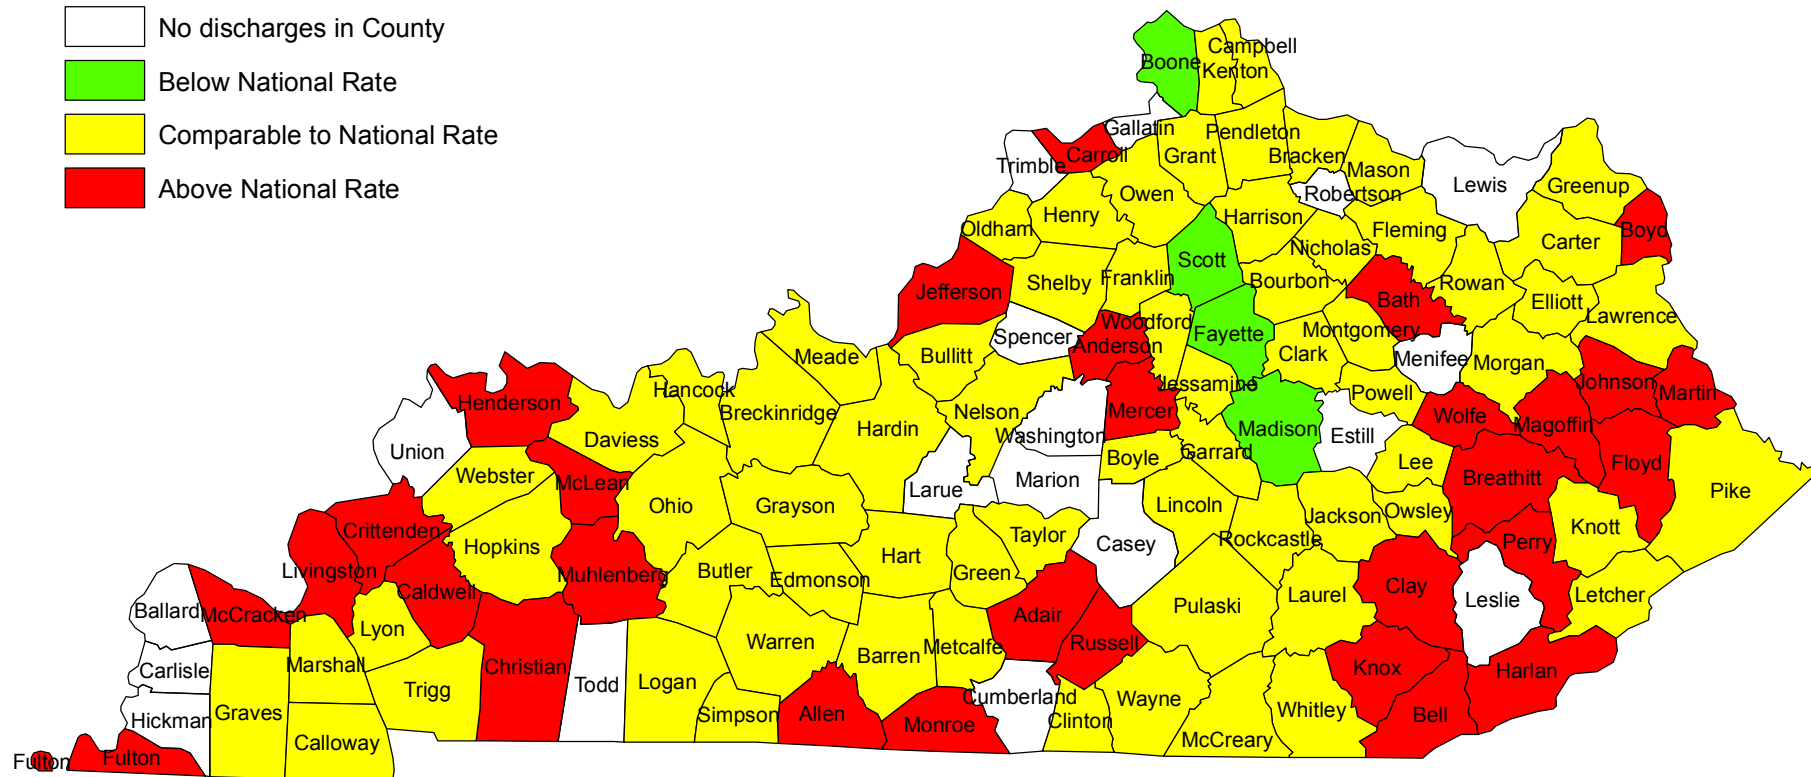 No discharges in County
Below National Rate
Comparable to National Rate
Above National Rate
Campbell
Boone
Kenton
Gallatin
Pendleton
Carroll
Grant
Bracken
Trimble
Mason
Lewis
Greenup
Owen
Robertson
Henry
Harrison
Oldham
Fleming
Boyd
Carter
Nicholas
Scott
Franklin
Shelby
Bourbon
Rowan
Jefferson
Bath
Elliott
Lawrence
Woodford
Montgomery
Fayette
Spencer
Anderson
Clark
Bullitt
Meade
Menifee
Morgan
Jessamine
Johnson
Hancock
Powell
Martin
Henderson
Breckinridge
Nelson
Mercer
Wolfe
Magoffin
Hardin
Madison
Washington
Estill
Daviess
Union
Boyle
Garrard
Lee
Floyd
Webster
McLean
Marion
Breathitt
Larue
Pike
Ohio
Grayson
Lincoln
Jackson
Owsley
Crittenden
Knott
Taylor
Rockcastle
Perry
Casey
Hopkins
Hart
Livingston
Muhlenberg
Butler
Edmonson
Green
Clay
Caldwell
Laurel
Letcher
Leslie
Pulaski
Ballard
McCracken
Adair
Lyon
Warren
Russell
Metcalfe
Barren
Marshall
Christian
Knox
Harlan
Carlisle
Todd
Logan
Trigg
Cumberland
Wayne
Whitley
Hickman
Graves
Simpson
Allen
Bell
Clinton
Monroe
Calloway
McCreary
Fulton
Fulton